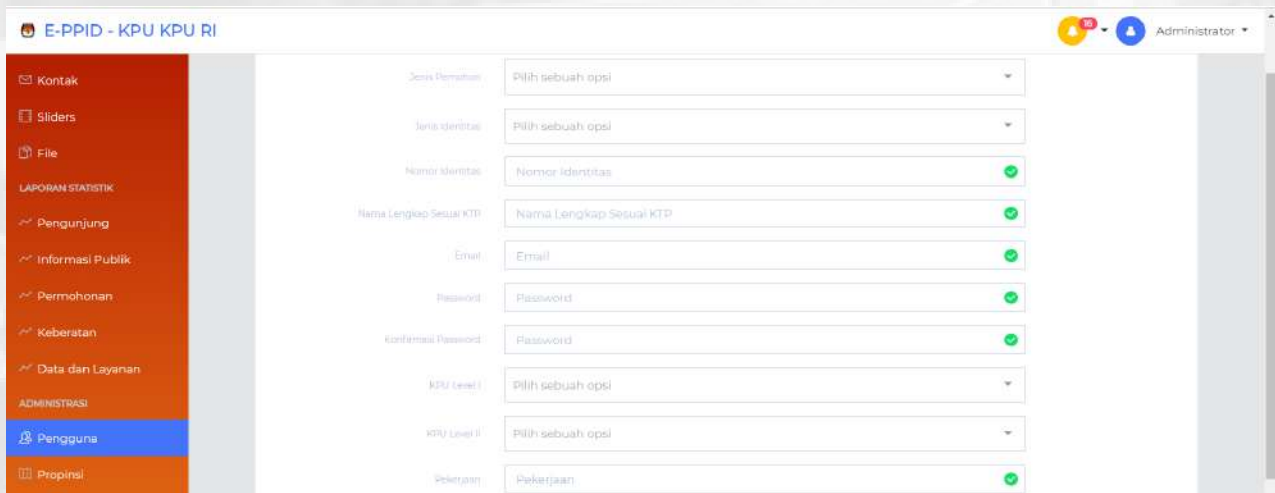 E-PPID - KPU KPU RI
16
Administrator
Kontak
Sliders
File
LAPORAN STATISTIK
Pengunjung
Informasi Publik
Permohonan
Keberatan
Data dan Layanan
ADMINISTRASI
Pengguna
Propinsi
Jenis Pemohon Pilih sebuah opsi
Jenis Identitas Pilih sebuah opsi
Nomor Identitas Nomor Identitas
Nama Lengkap Sesuai KTP Nama Lengkap Sesuai KTP
Email Email
Password Password
Konfirmasi Password Password
KPU Level I Pilih sebuah opsi
KPU Level II Pilih sebuah opsi
Pekerjaan Pekerjaan